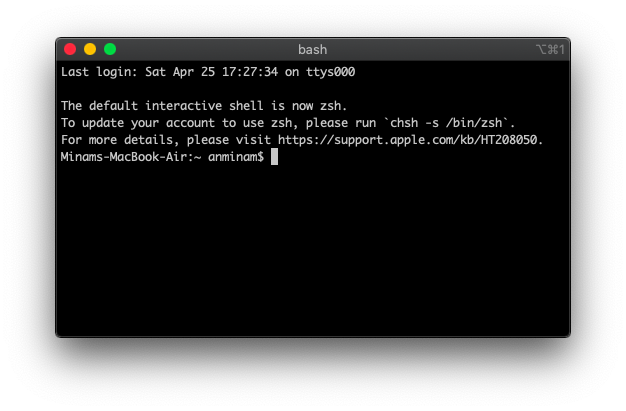 bash
⌥⌘1
Last login: Sat Apr 25 17:27:34 on ttys000
The default interactive shell is now zsh.
To update your account to use zsh, please run `chsh -s /bin/zsh`.
For more details, please visit https://support.apple.com/kb/HT208050.
Minams-MacBook-Air:~ anminam$